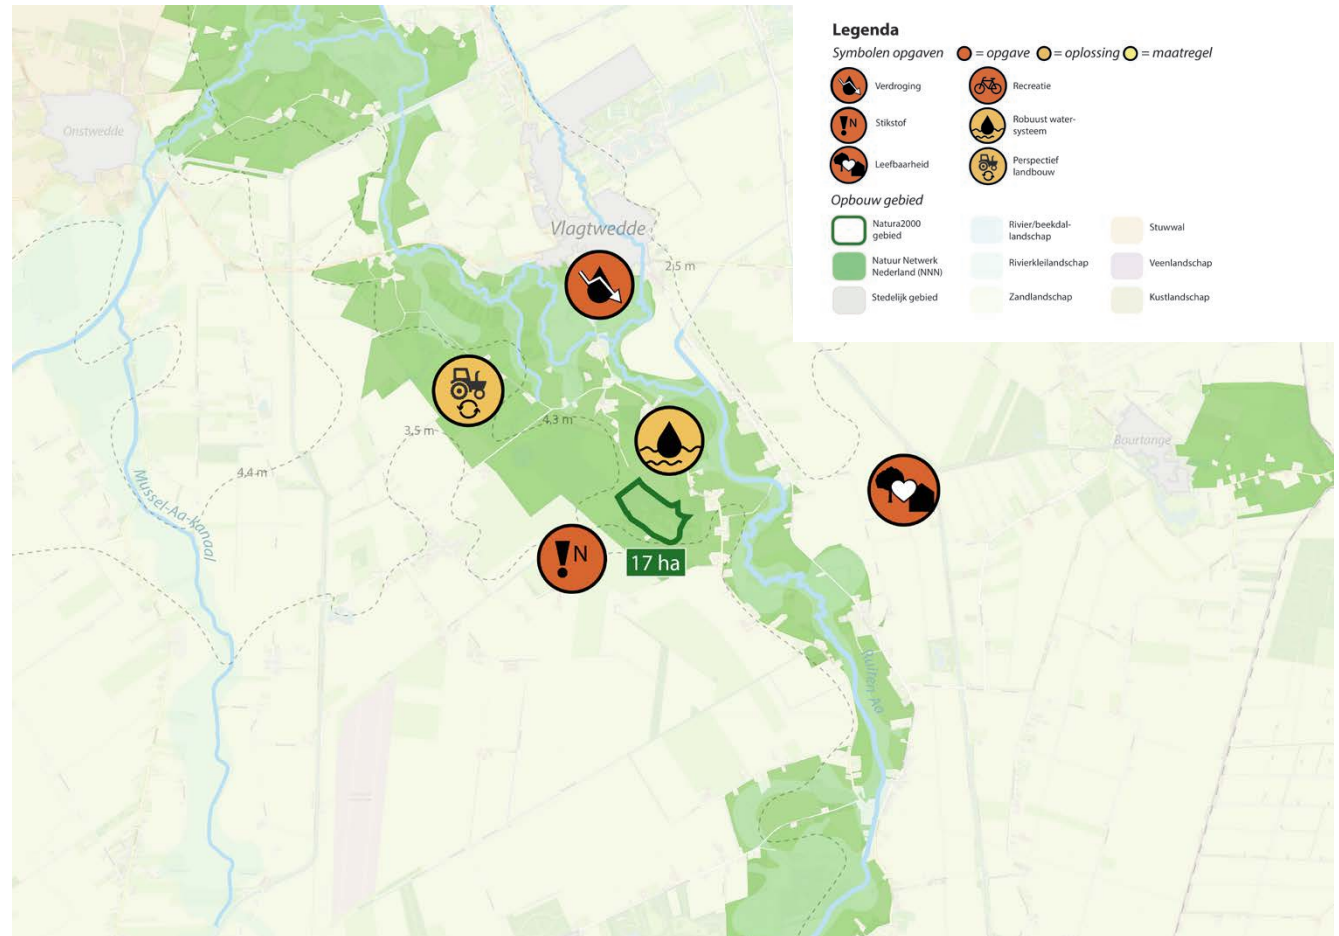 Legenda
Symbolen opgaven = opgave = oplossing = maatregel
Verdroging
Recreatie
N
Stikstof
Robuust water-
systeem
Leefbaarheid
Perspectief
landbouw
Opbouw gebied
Natura2000
gebied
Rivier/beekdal-
landschap
Stuwwal
Natuur Netwerk
Nederland (NNN)
Rivierkleilandschap
Veenlandschap
Stedelijk gebied
Zandlandschap
Kustlandschap
Onstwedde
Vlagtwedde
2,5 m
4,3 m
3,5 m
4,4 m
Bourtange
Mussel-Aa-kanaal
N
17 ha
Ruiten Aa